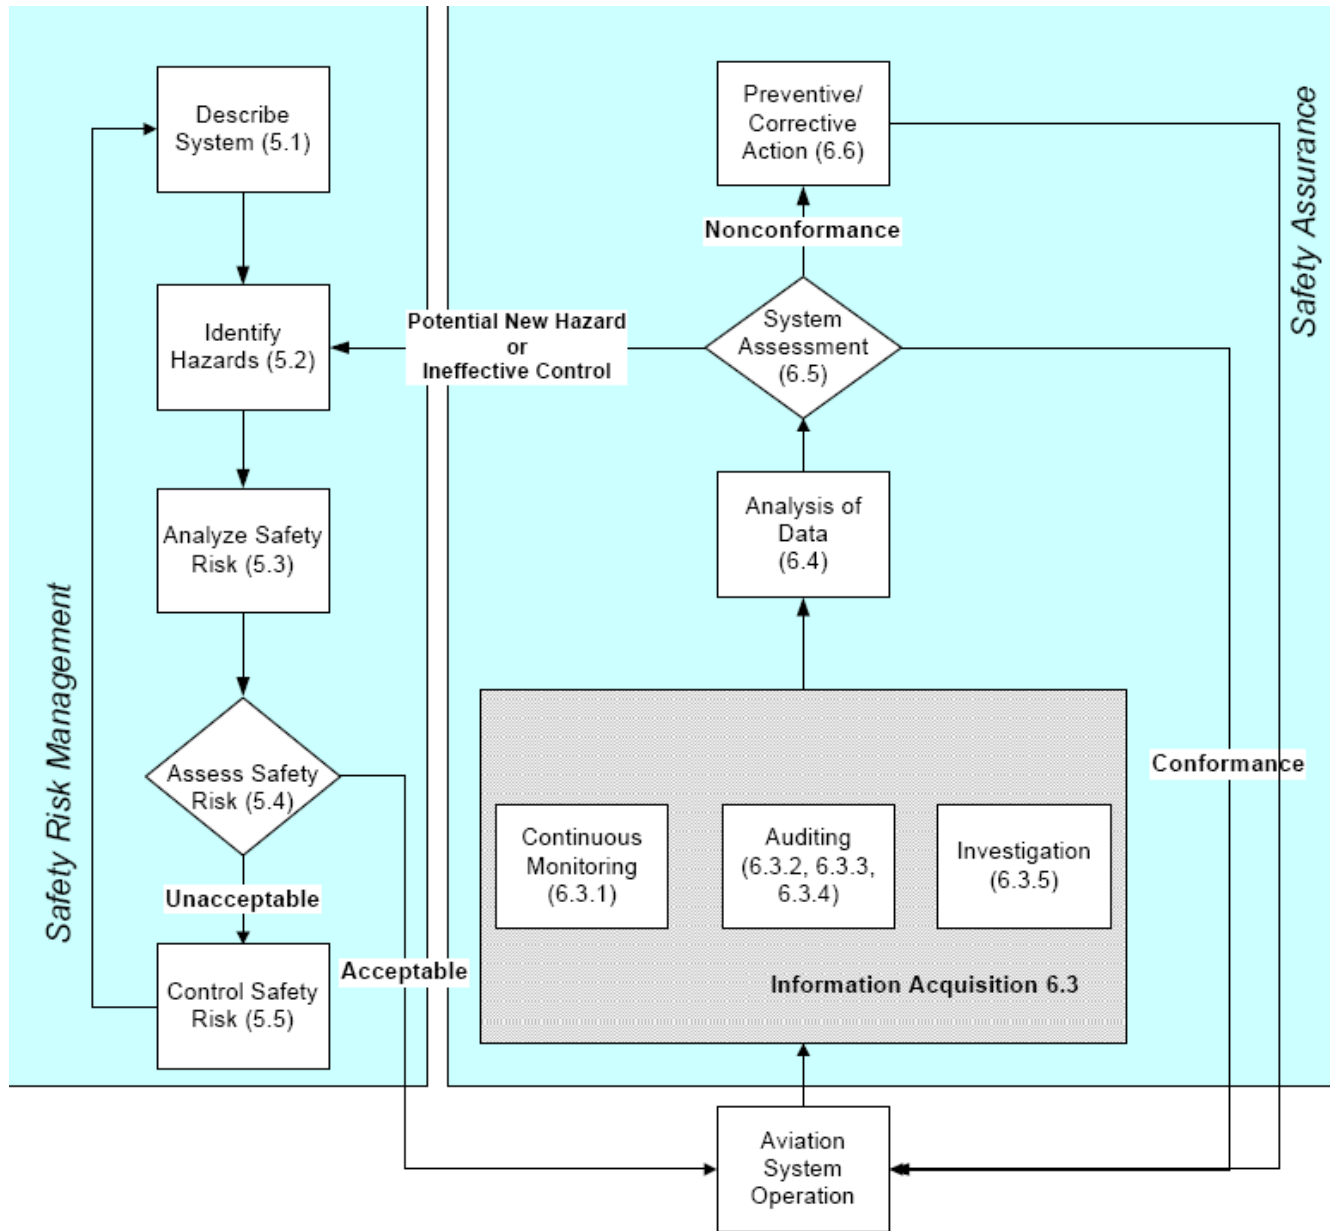 Safety Risk Management
Describe
System (5.1)
Identify
Hazards (5.2)
Analyze Safety
Risk (5.3)
Assess Safety
Risk (5.4)
Unacceptable
Control Safety
Risk (5.5)
Acceptable
Potential New Hazard
or
Ineffective Control
Safety Assurance
Preventive/
Corrective
Action (6.6)
Nonconformance
System
Assessment
(6.5)
Analysis of
Data
(6.4)
Conformance
Continuous
Monitoring
(6.3.1)
Auditing
(6.3.2, 6.3.3,
6.3.4)
Investigation
(6.3.5)
Information Acquisition 6.3
Aviation
System
Operation